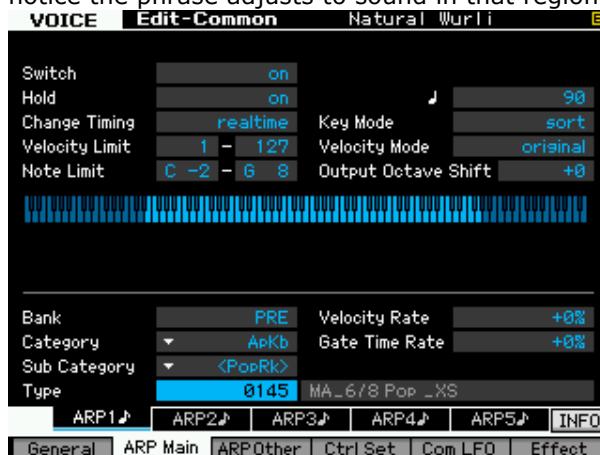 notice the phrase adjusts to sound in that region
VOICE Edit-Common Natural Wurli
Switch on
Hold on ♩ 90
Change Timing realtime Key Mode sort
Velocity Limit 1 - 127 Velocity Mode original
Note Limit C -2 - G 8 Output Octave Shift +0
Bank PRE Velocity Rate +0%
Category ApKb Gate Time Rate +0%
Sub Category <PopRk>
Type 0145 MA_6/8 Pop _XS
ARP1♪ ARP2♪ ARP3♪ ARP4♪ ARP5♪ INFO
General ARP Main ARP Other Ctrl Set Com LFO Effect